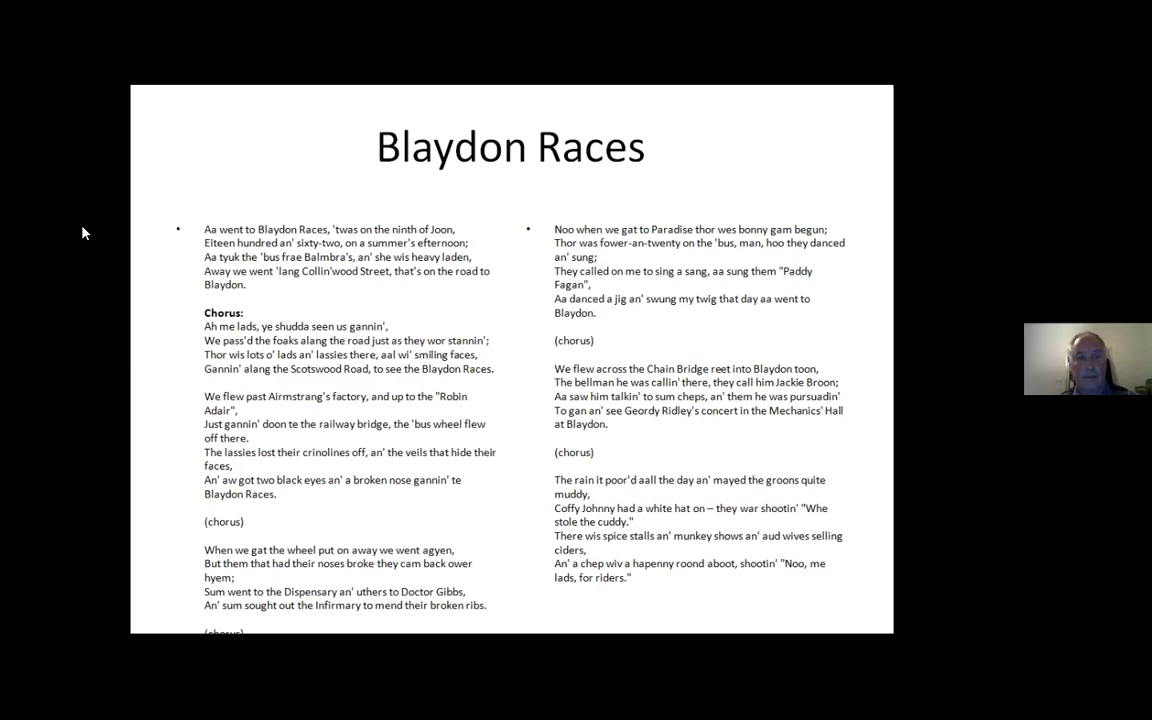 Blaydon Races
• Aa went to Blaydon Races, 'twas on the ninth of Joon,
Eiteen hundred an' sixty-two, on a summer's efternoon;
Aa tyuk the 'bus frae Balmbra's, an' she wis heavy laden,
Away we went 'lang Collin'wood Street, that's on the road to
Blaydon.
Chorus:
Ah me lads, ye shudda seen us gannin',
We pass'd the foaks alang the road just as they wor stannin';
Thor wis lots o' lads an' lassies there, aal wi' smiling faces,
Gannin' alang the Scotswood Road, to see the Blaydon Races.
We flew past Airmstrang's factory, and up to the "Robin
Adair",
Just gannin' doon te the railway bridge, the 'bus wheel flew
off there.
The lassies lost their crinolines off, an' the veils that hide their
faces,
An' aw got two black eyes an' a broken nose gannin' te
Blaydon Races.
(chorus)
When we gat the wheel put on away we went agyen,
But them that had their noses broke they cam back ower
hyem;
Sum went to the Dispensary an' uthers to Doctor Gibbs,
An' sum sought out the Infirmary to mend their broken ribs.
(chorus)
• Noo when we gat to Paradise thor wes bonny gam begun;
Thor was fower-an-twenty on the 'bus, man, hoo they danced
an' sung;
They called on me to sing a sang, aa sung them "Paddy
Fagan",
Aa danced a jig an' swung my twig that day aa went to
Blaydon.
(chorus)
We flew across the Chain Bridge reet into Blaydon toon,
The bellman he was callin' there, they call him Jackie Broon;
Aa saw him talkin' to sum cheps, an' them he was pursuadin'
To gan an' see Geordy Ridley's concert in the Mechanics' Hall
at Blaydon.
(chorus)
The rain it poor'd aall the day an' mayed the groons quite
muddy,
Coffy Johnny had a white hat on – they war shootin' "Whe
stole the cuddy."
There wis spice stalls an' munkey shows an' aud wives selling
ciders,
An' a chep wiv a hapenny roond aboot, shootin' "Noo, me
lads, for riders."